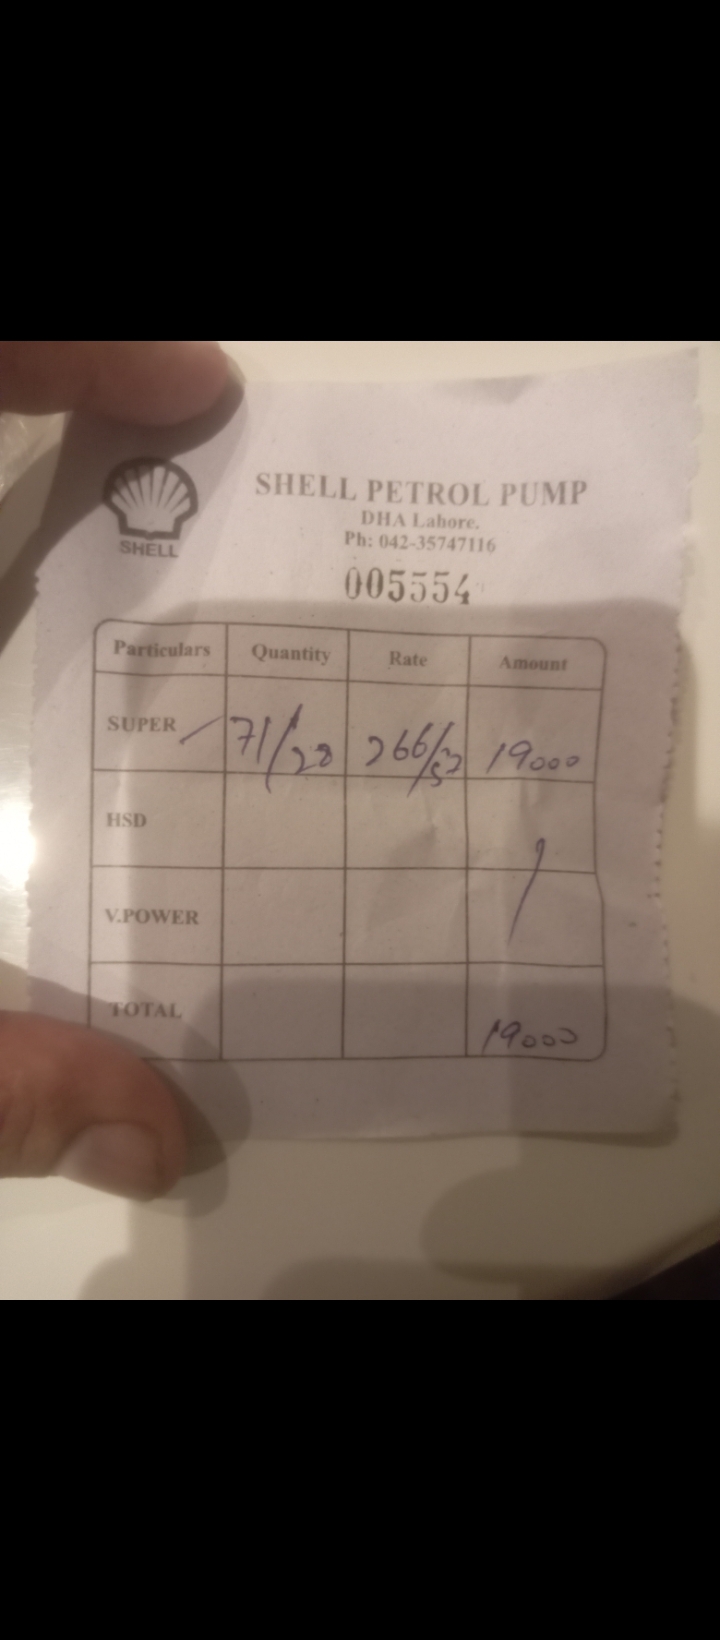 SHELL
SHELL PETROL PUMP
DHA Lahore.
Ph: 042-35747116
005554
Particulars Quantity Rate Amount
SUPER 71/28 266/52 19000
HSD
V.POWER
TOTAL 19000